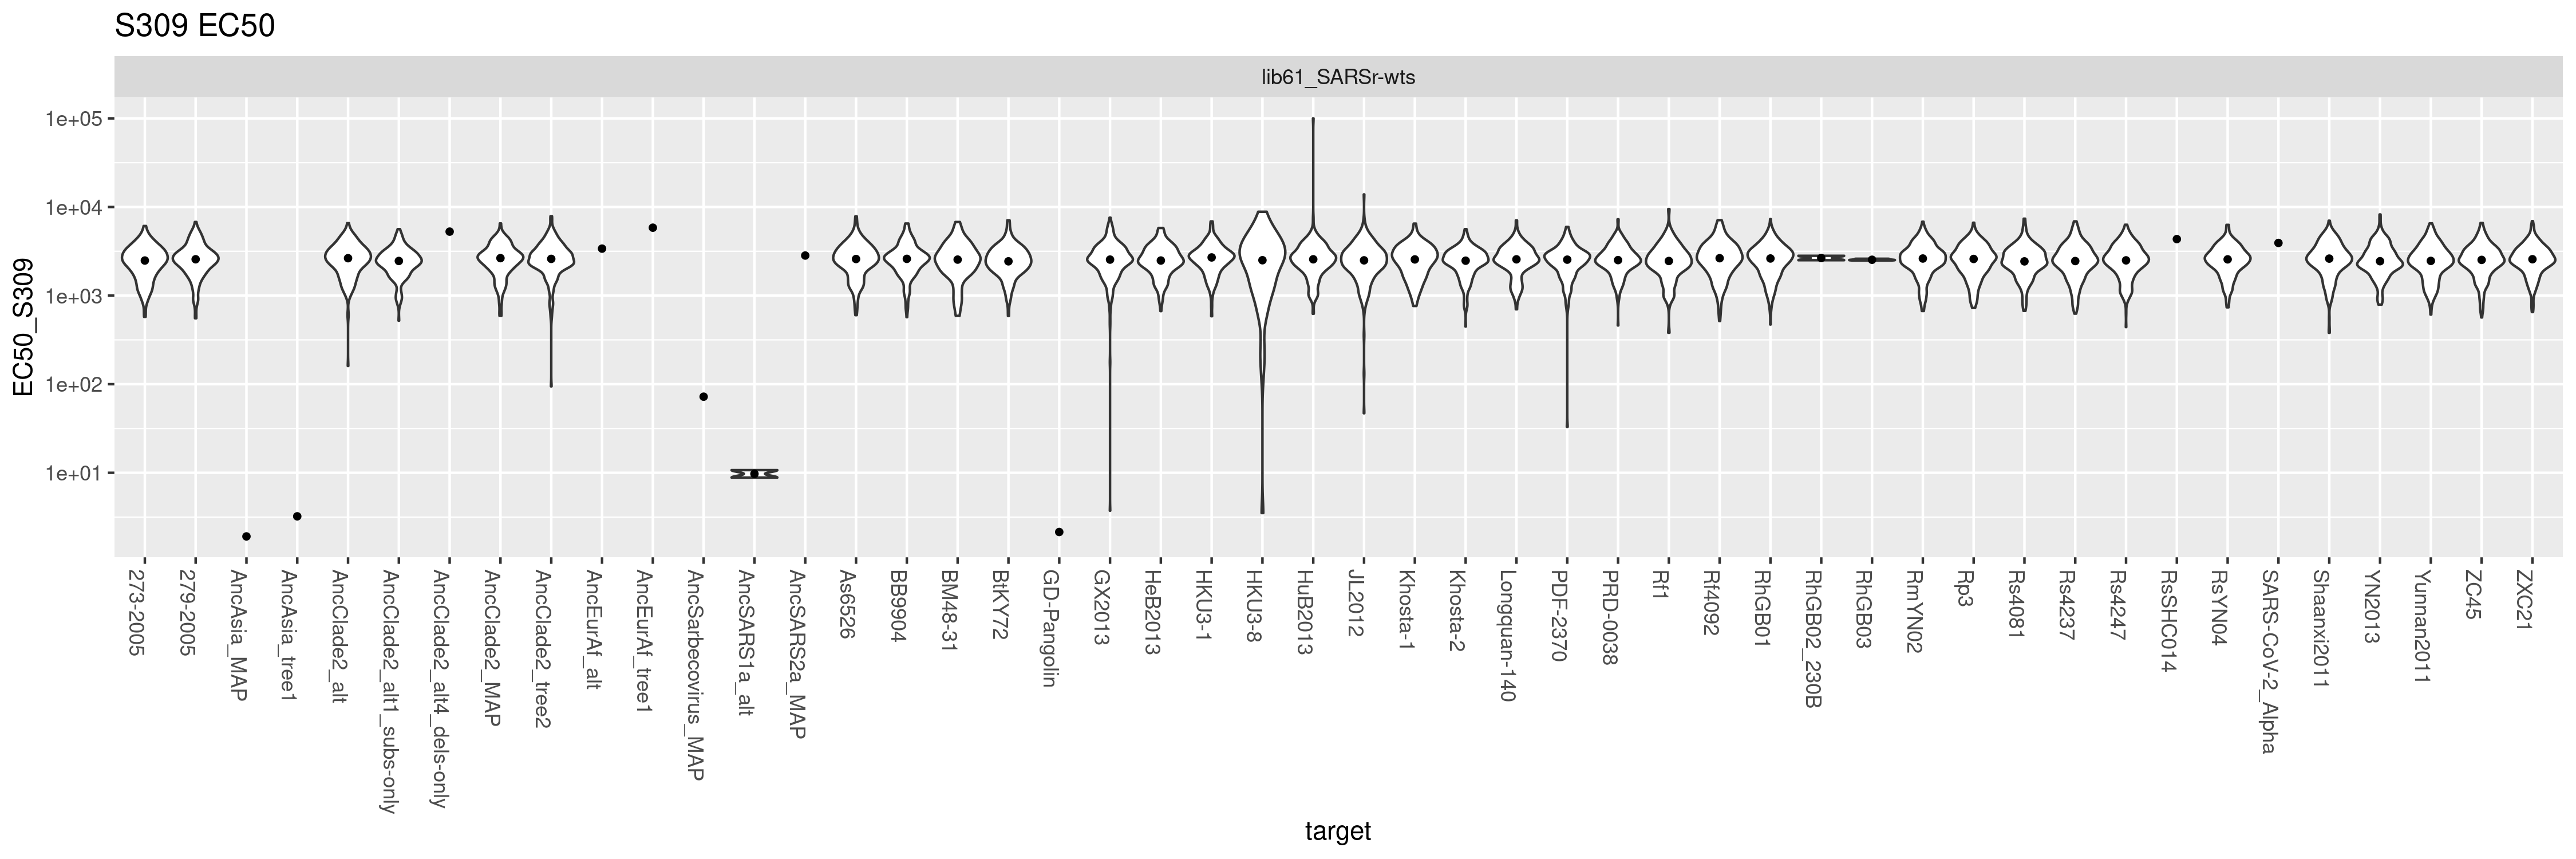 S309 EC50
lib61_SARSr-wts
EC50_S309
1e+05
1e+04
1e+03
1e+02
1e+01
273-2005
279-2005
AncAsia_MAP
AncAsia_tree1
AncClade2_alt
AncClade2_alt1_subs-only
AncClade2_alt4_dels-only
AncClade2_MAP
AncClade2_tree2
AncEurAf_alt
AncEurAf_tree1
AncSarbecovirus_MAP
AncSARS1a_alt
AncSARS2a_MAP
As6526
BB9904
BM48-31
BtKY72
GD-Pangolin
GX2013
HeB2013
HKU3-1
HKU3-8
HuB2013
JL2012
Khosta-1
Khosta-2
Longquan-140
PDF-2370
PRD-0038
Rf1
Rf4092
RhGB01
RhGB02_230B
RhGB03
RmYN02
Rp3
Rs4081
Rs4237
Rs4247
RsSHC014
RsYN04
SARS-CoV-2_Alpha
Shaanxi2011
YN2013
Yunnan2011
ZC45
ZXC21
target